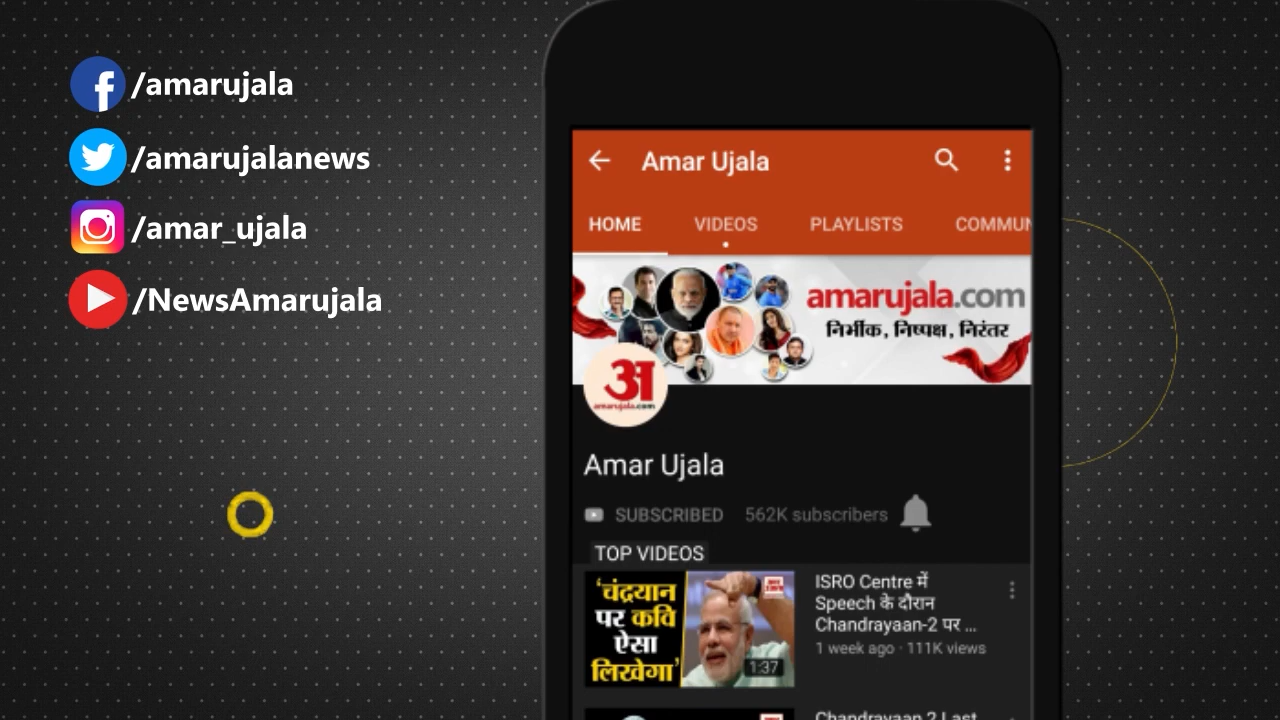 /amarujala
/amarujalanews
/amar_ujala
/NewsAmarujala
Amar Ujala
HOME VIDEOS PLAYLISTS COMMUN
amarujala.com
निर्भीक, निष्पक्ष, निरंतर
अ
amarujala.com
Amar Ujala
SUBSCRIBED 562K subscribers
TOP VIDEOS
'चंद्रयान
पर कवि
ऐसा
लिखेगा'
1:37
ISRO Centre में
Speech के दौरान
Chandrayaan-2 पर ...
1 week ago · 111K views
Chandrayaan 2 Last